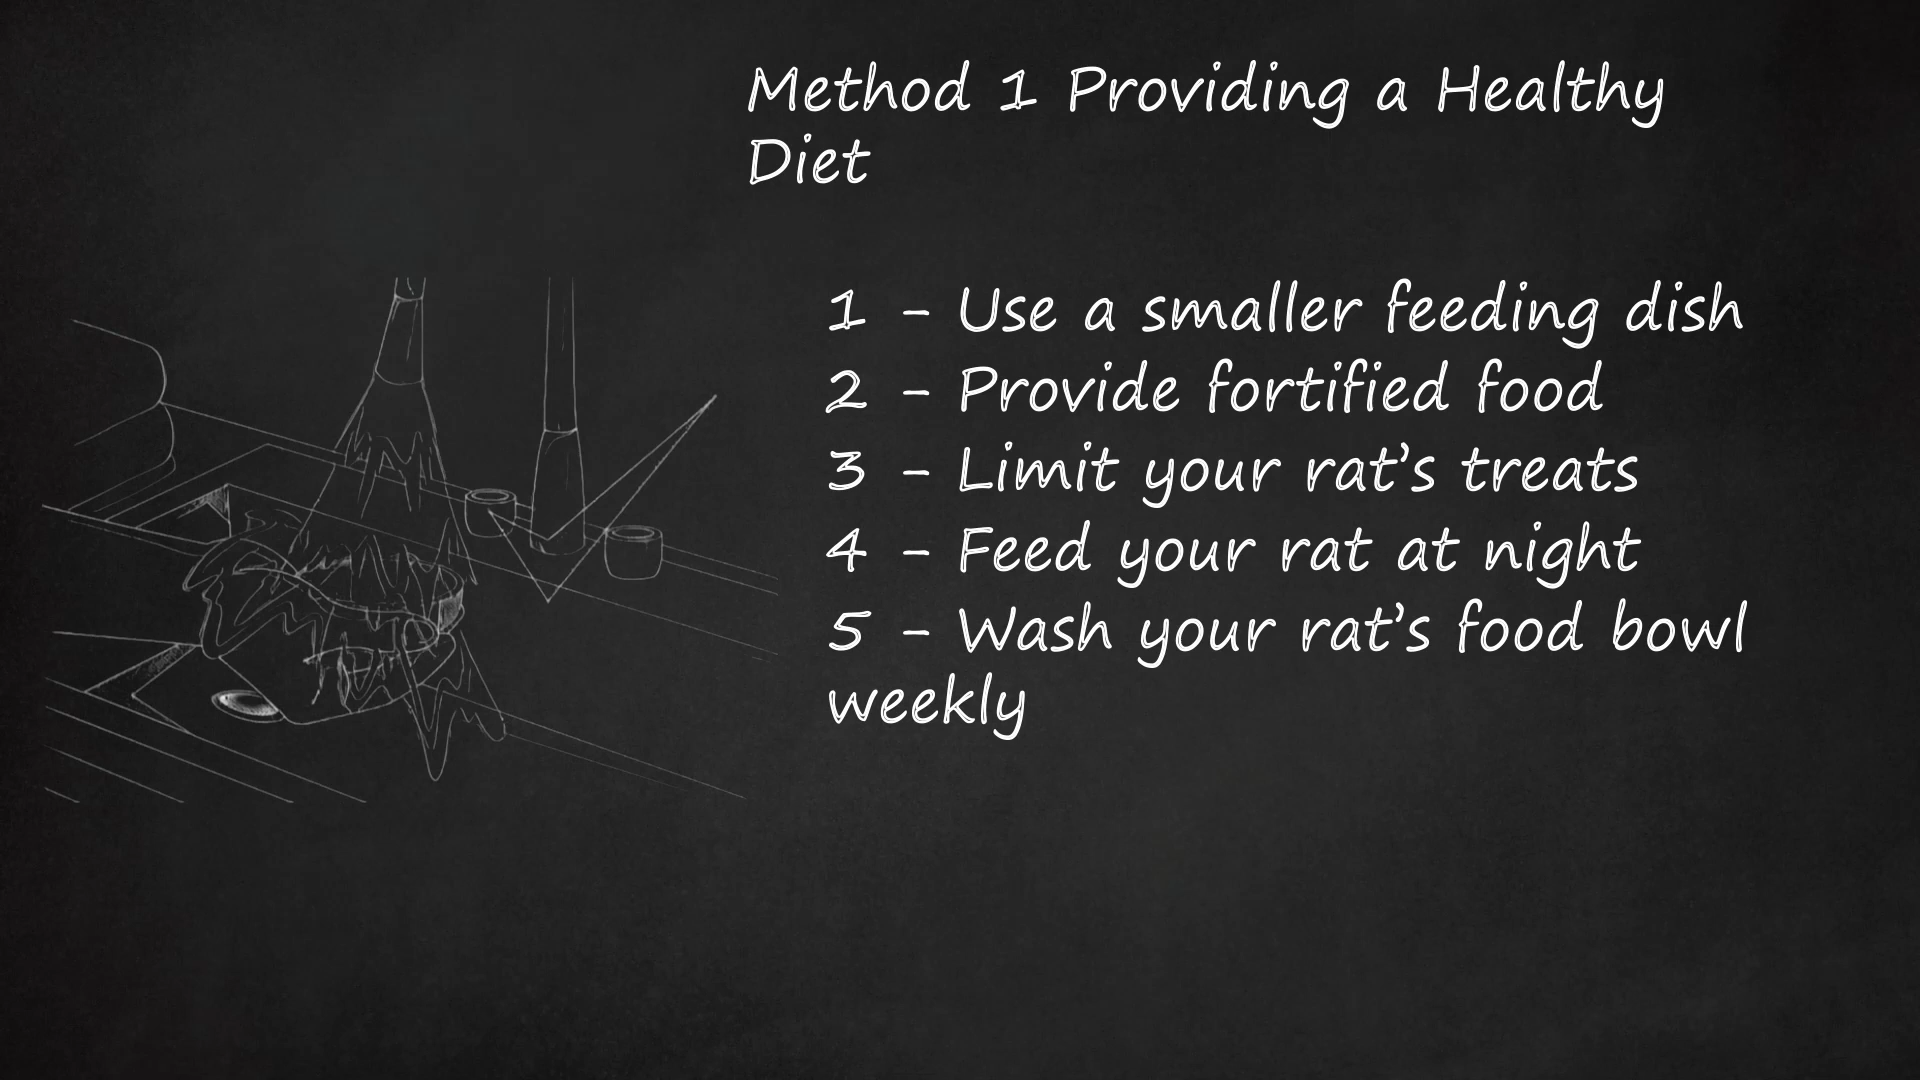 Method 1 Providing a Healthy
Diet
1 - Use a smaller feeding dish
2 - Provide fortified food
3 - Limit your rat’s treats
4 - Feed your rat at night
5 - Wash your rat’s food bowl
weekly